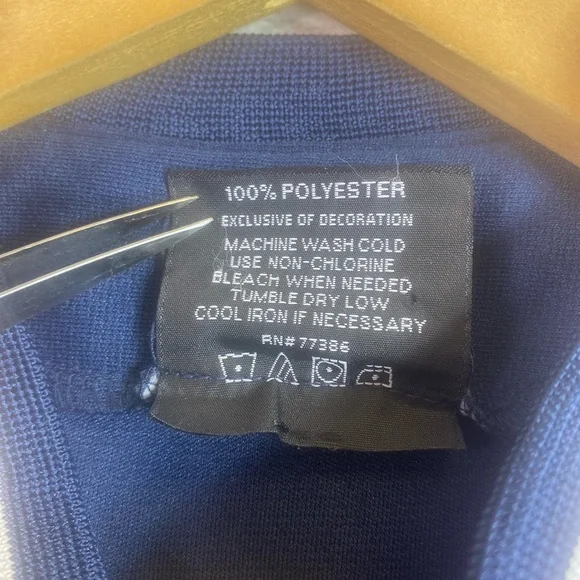 100% POLYESTER
EXCLUSIVE OF DECORATION
MACHINE WASH COLD
USE NON-CHLORINE
BLEACH WHEN NEEDED
TUMBLE DRY LOW
COOL IRON IF NECESSARY
RN# 77386